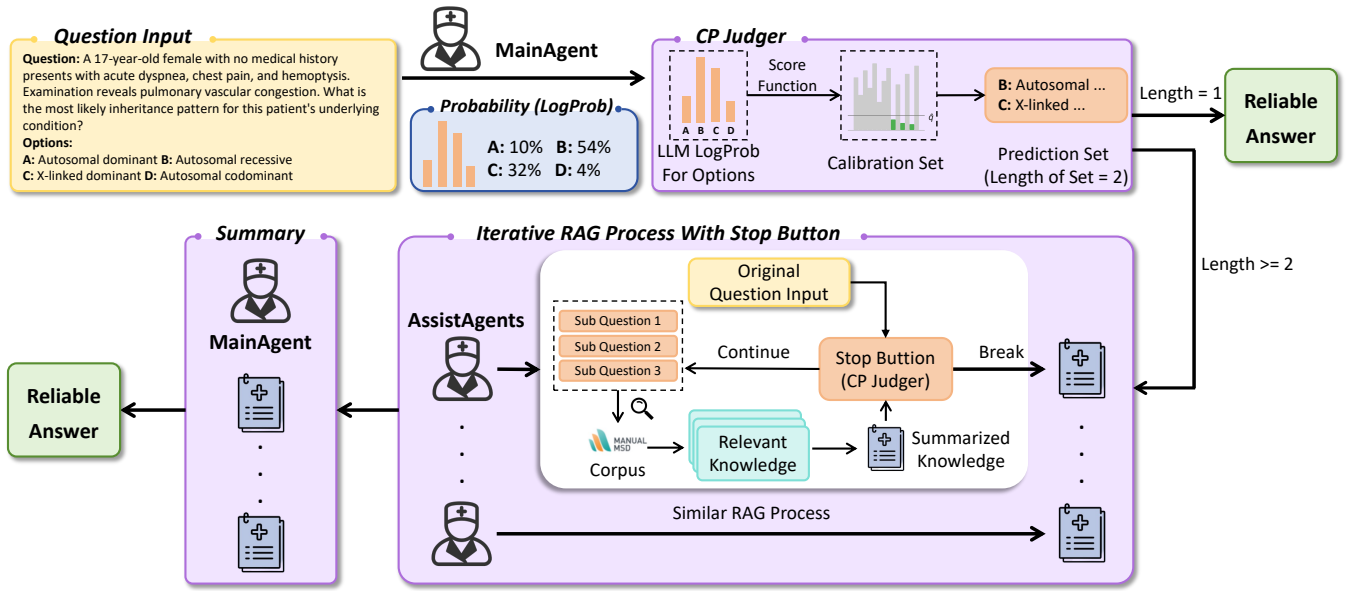 Question Input
Question: A 17-year-old female with no medical history
presents with acute dyspnea, chest pain, and hemoptysis.
Examination reveals pulmonary vascular congestion. What is
the most likely inheritance pattern for this patient's underlying
condition?
Options:
A: Autosomal dominant B: Autosomal recessive
C: X-linked dominant D: Autosomal codominant
MainAgent
Probability (LogProb)
A: 10% B: 54%
C: 32% D: 4%
CP Judger
A B C D
LLM LogProb
For Options
Score
Function
q̂
Calibration Set
B: Autosomal ...
C: X-linked ...
Prediction Set
(Length of Set = 2)
Length = 1
Reliable
Answer
Length >= 2
Iterative RAG Process With Stop Button
AssistAgents
Original
Question Input
Sub Question 1
Sub Question 2
Sub Question 3
Continue
Stop Buttion
(CP Judger)
Break
MANUAL
MSD
Corpus
Relevant
Knowledge
Summarized
Knowledge
Similar RAG Process
Summary
MainAgent
Reliable
Answer